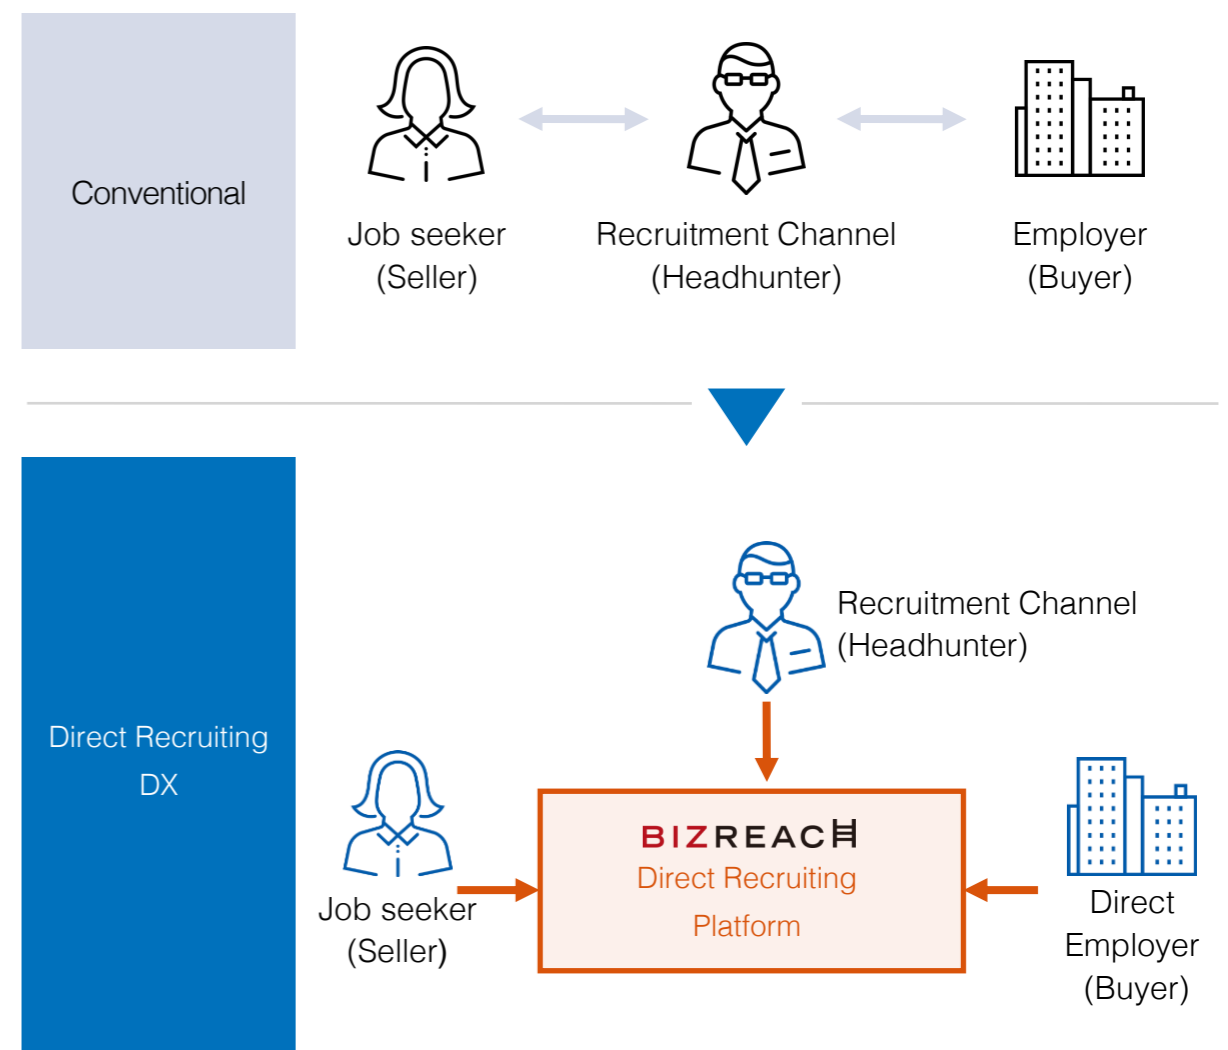 Conventional
Job seeker
(Seller)
Recruitment Channel
(Headhunter)
Employer
(Buyer)
Direct Recruiting
DX
Recruitment Channel
(Headhunter)
Job seeker
(Seller)
BIZREACH
Direct Recruiting
Platform
Direct
Employer
(Buyer)